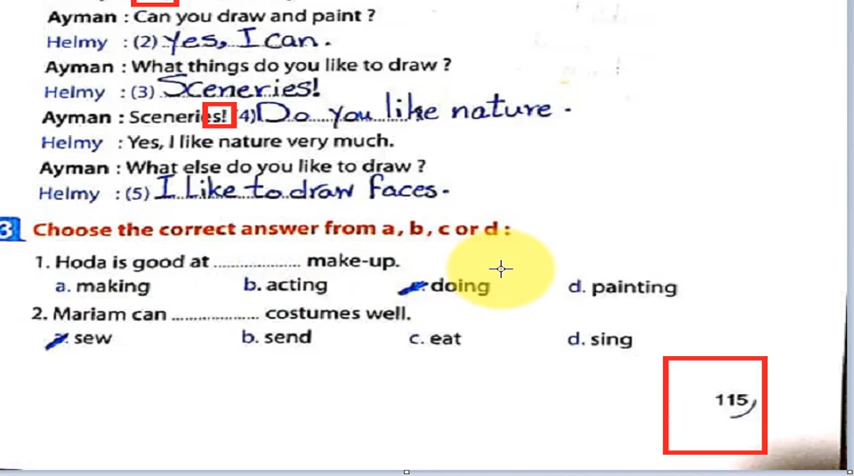 Ayman : Can you draw and paint ?
Helmy : (2) Yes, I can.
Ayman : What things do you like to draw ?
Helmy : (3) Sceneries!
Ayman : Sceneries! (4) Do you like nature.
Helmy : Yes, I like nature very much.
Ayman : What else do you like to draw ?
Helmy : (5) I like to draw faces.
3 Choose the correct answer from a, b, c or d :
1. Hoda is good at .................... make-up.
a. making b. acting c. doing d. painting
2. Mariam can .................... costumes well.
a. sew b. send c. eat d. sing
115